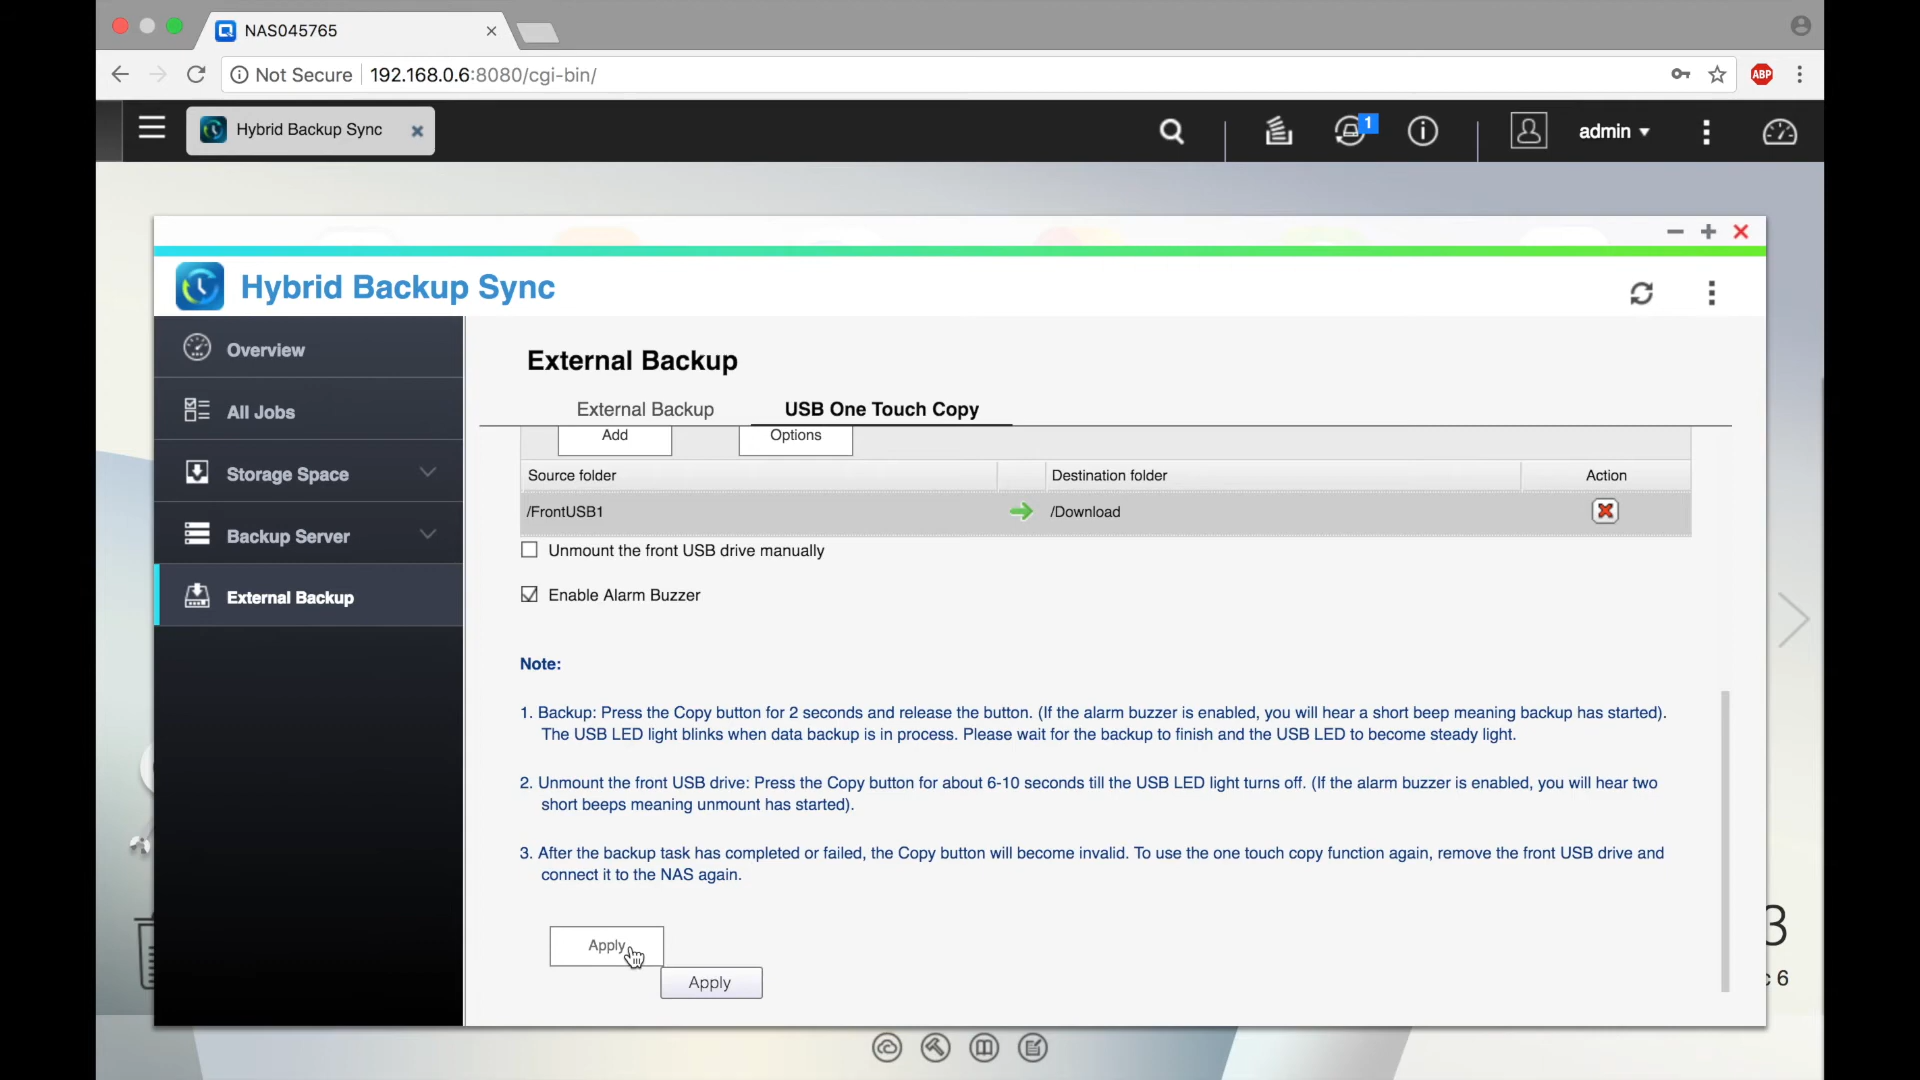 NAS045765
Not Secure
192.168.0.6:8080/cgi-bin/
ABP
Hybrid Backup Sync
1
admin
Hybrid Backup Sync
Overview
All Jobs
Storage Space
Backup Server
External Backup
External Backup
External Backup
USB One Touch Copy
Add
Options
Source folder
Destination folder
Action
/FrontUSB1
/Download
Unmount the front USB drive manually
Enable Alarm Buzzer
Note:
1. Backup: Press the Copy button for 2 seconds and release the button. (If the alarm buzzer is enabled, you will hear a short beep meaning backup has started).
The USB LED light blinks when data backup is in process. Please wait for the backup to finish and the USB LED to become steady light.
2. Unmount the front USB drive: Press the Copy button for about 6-10 seconds till the USB LED light turns off. (If the alarm buzzer is enabled, you will hear two
short beeps meaning unmount has started).
3. After the backup task has completed or failed, the Copy button will become invalid. To use the one touch copy function again, remove the front USB drive and
connect it to the NAS again.
Apply
Apply
3
c 6